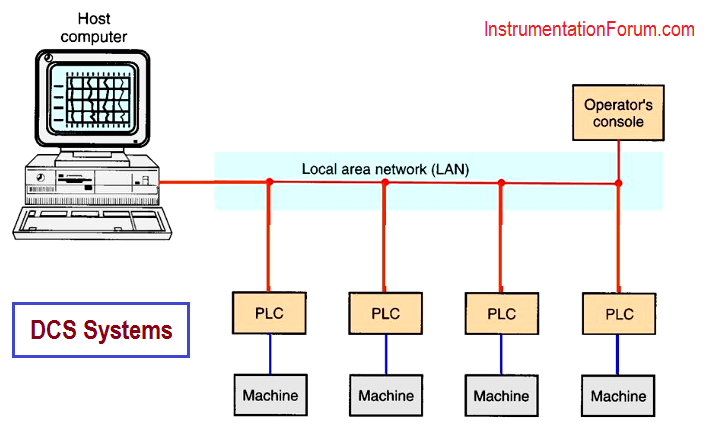 Host
computer
InstrumentationForum.com
Operator's
console
Local area network (LAN)
PLC
PLC
PLC
PLC
DCS Systems
Machine
Machine
Machine
Machine